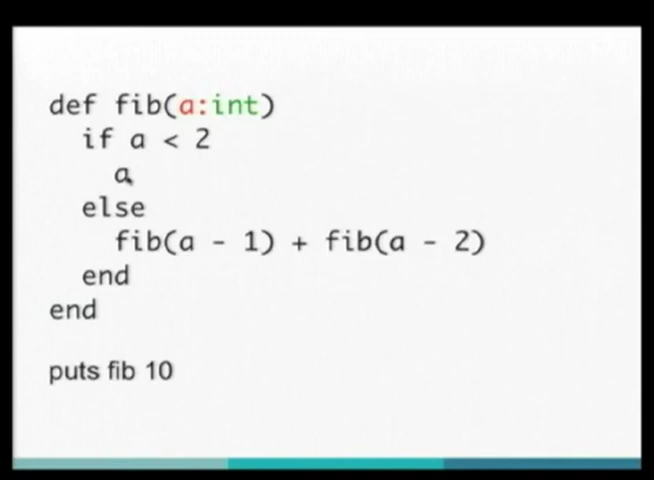 def fib(a:int)
if a < 2
a
else
fib(a - 1) + fib(a - 2)
end
end
puts fib 10